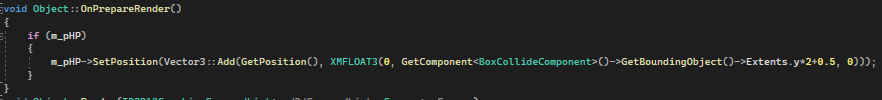 void Object::OnPrepareRender()
{
if (m_pHP)
{
m_pHP->SetPosition(Vector3::Add(GetPosition(), XMFLOAT3(0, GetComponent<BoxCollideComponent>()->GetBoundingObject()->Extents.y*2+0.5, 0)));
}
}